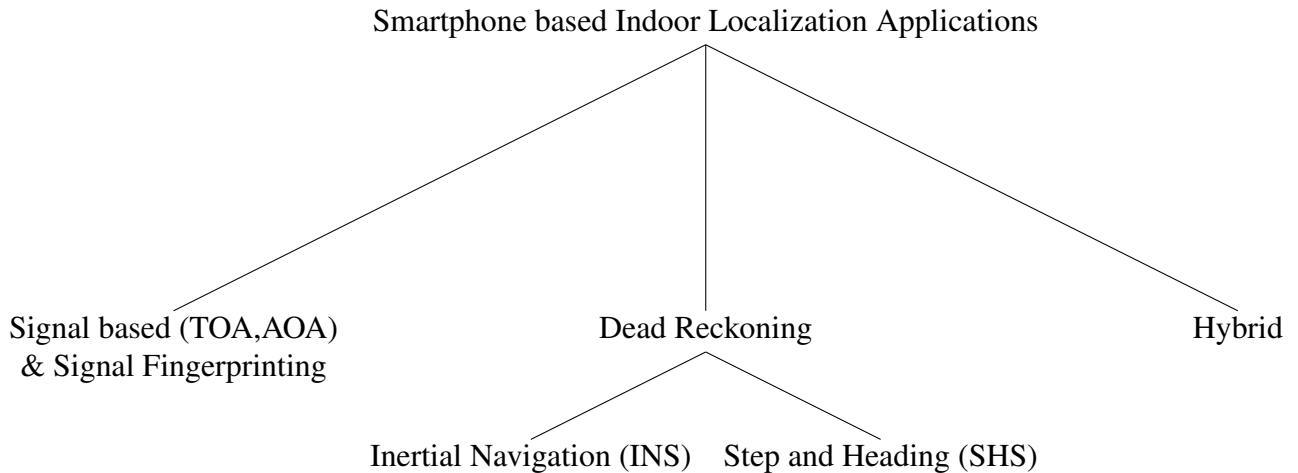 Smartphone based Indoor Localization Applications
Signal based (TOA,AOA)
& Signal Fingerprinting
Dead Reckoning
Hybrid
Inertial Navigation (INS)
Step and Heading (SHS)